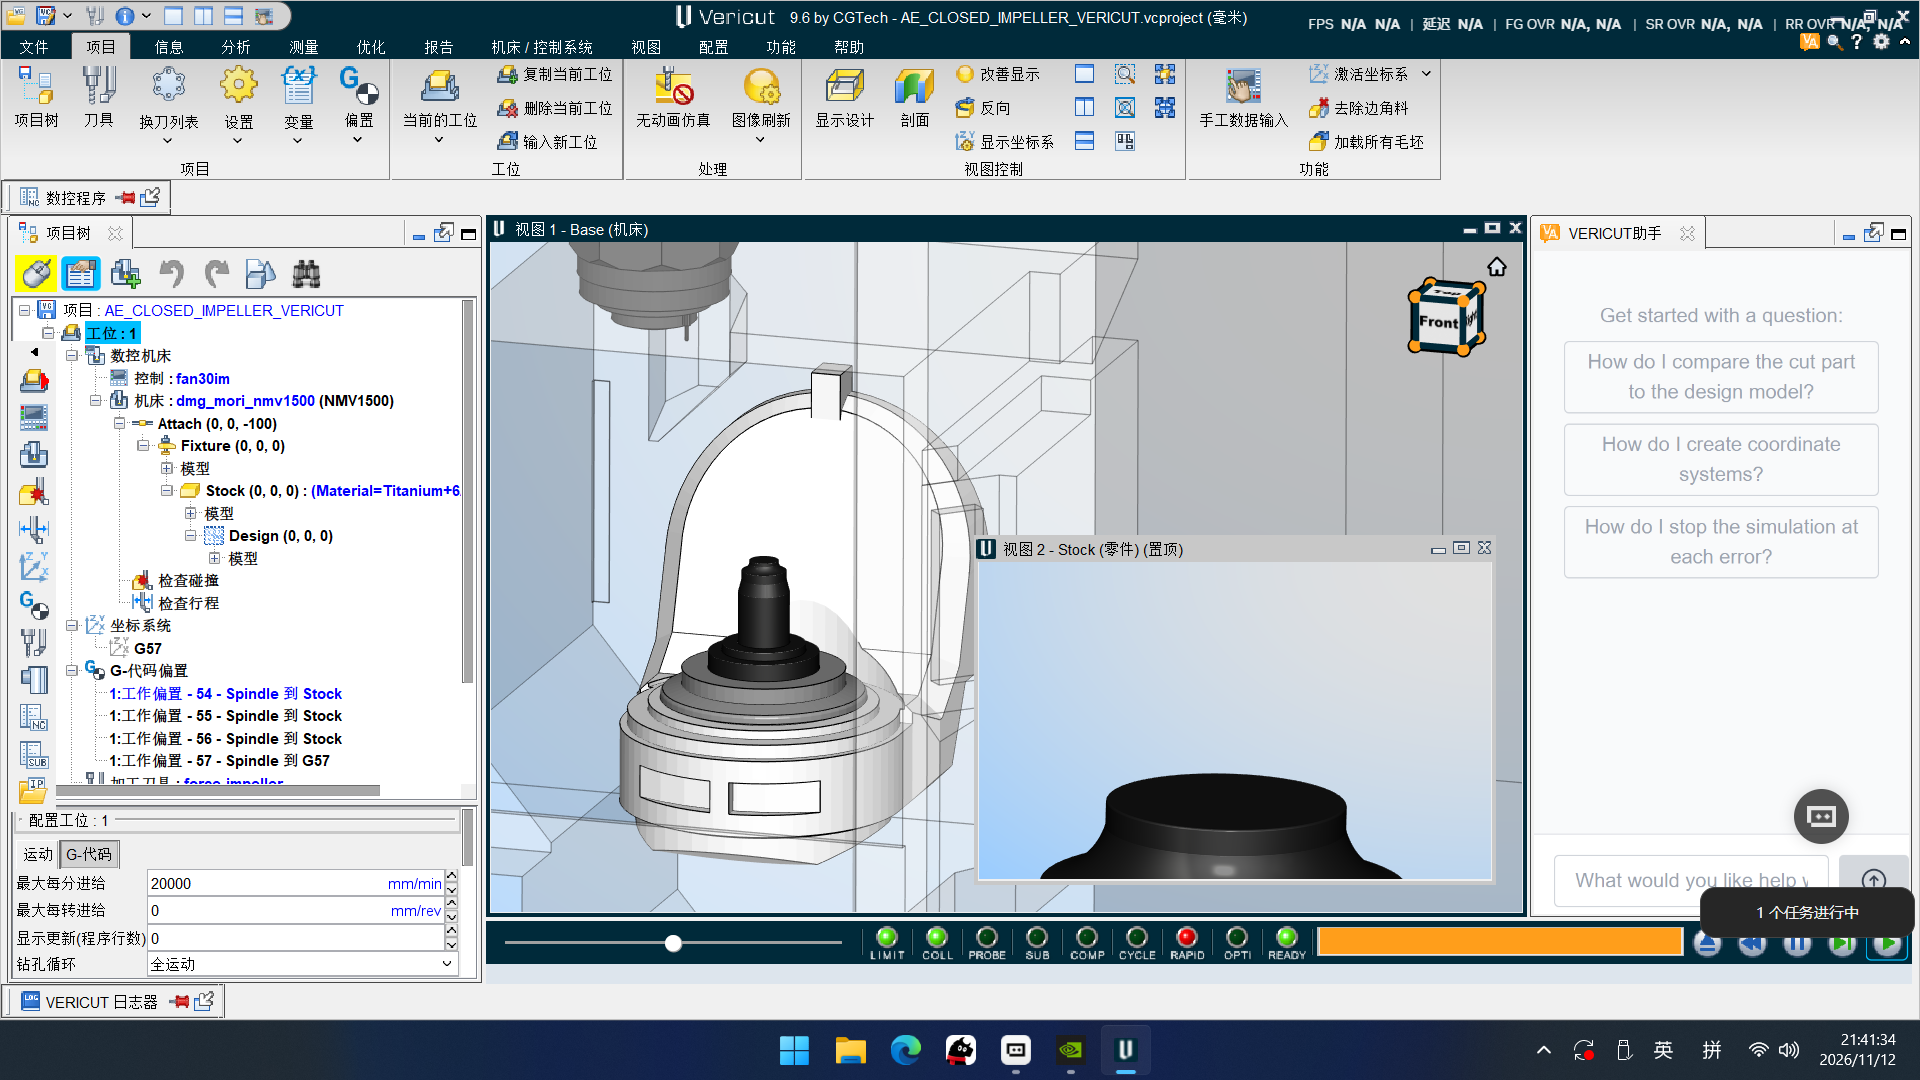 Vericut 9.6 by CGTech - AE_CLOSED_IMPELLER_VERICUT.vcproject (毫米)
FPS N/A N/A | 延迟 N/A | FG OVR N/A, N/A | SR OVR N/A, N/A | RR OVR N/A, N/A
文件 项目 信息 分析 测量 优化 报告 机床 / 控制系统 视图 配置 功能 帮助
项目树 刀具 换刀列表 设置 变量 偏置
项目
当前的工位 复制当前工位
删除当前工位
输入新工位
工位
无动画仿真 图像刷新
处理
显示设计 剖面 改善显示
反向
显示坐标系
视图控制
手工数据输入 激活坐标系
去除边角料
加载所有毛坯
功能
数控程序
项目树
项目 : AE_CLOSED_IMPELLER_VERICUT
工位 : 1
数控机床
控制 : fan30im
机床 : dmg_mori_nmv1500 (NMV1500)
Attach (0, 0, -100)
Fixture (0, 0, 0)
模型
Stock (0, 0, 0) : (Material=Titanium+6
模型
Design (0, 0, 0)
模型
检查碰撞
检查行程
坐标系统
G57
G-代码偏置
1:工作偏置 - 54 - Spindle 到 Stock
1:工作偏置 - 55 - Spindle 到 Stock
1:工作偏置 - 56 - Spindle 到 Stock
1:工作偏置 - 57 - Spindle 到 G57
加工刀具 : force_impeller
配置工位 : 1
运动 G-代码
最大每分进给 20000 mm/min
最大每转进给 0 mm/rev
显示更新(程序行数) 0
钻孔循环 全运动
VERICUT 日志器
视图 1 - Base (机床)
Top
Front
Right
视图 2 - Stock (零件) (置顶)
LIMIT COLL PROBE SUB COMP CYCLE RAPID OPTI READY
VERICUT助手
Get started with a question:
How do I compare the cut part
to the design model?
How do I create coordinate
systems?
How do I stop the simulation at
each error?
What would you like help
1 个任务进行中
英 拼
21:41:34
2026/11/12